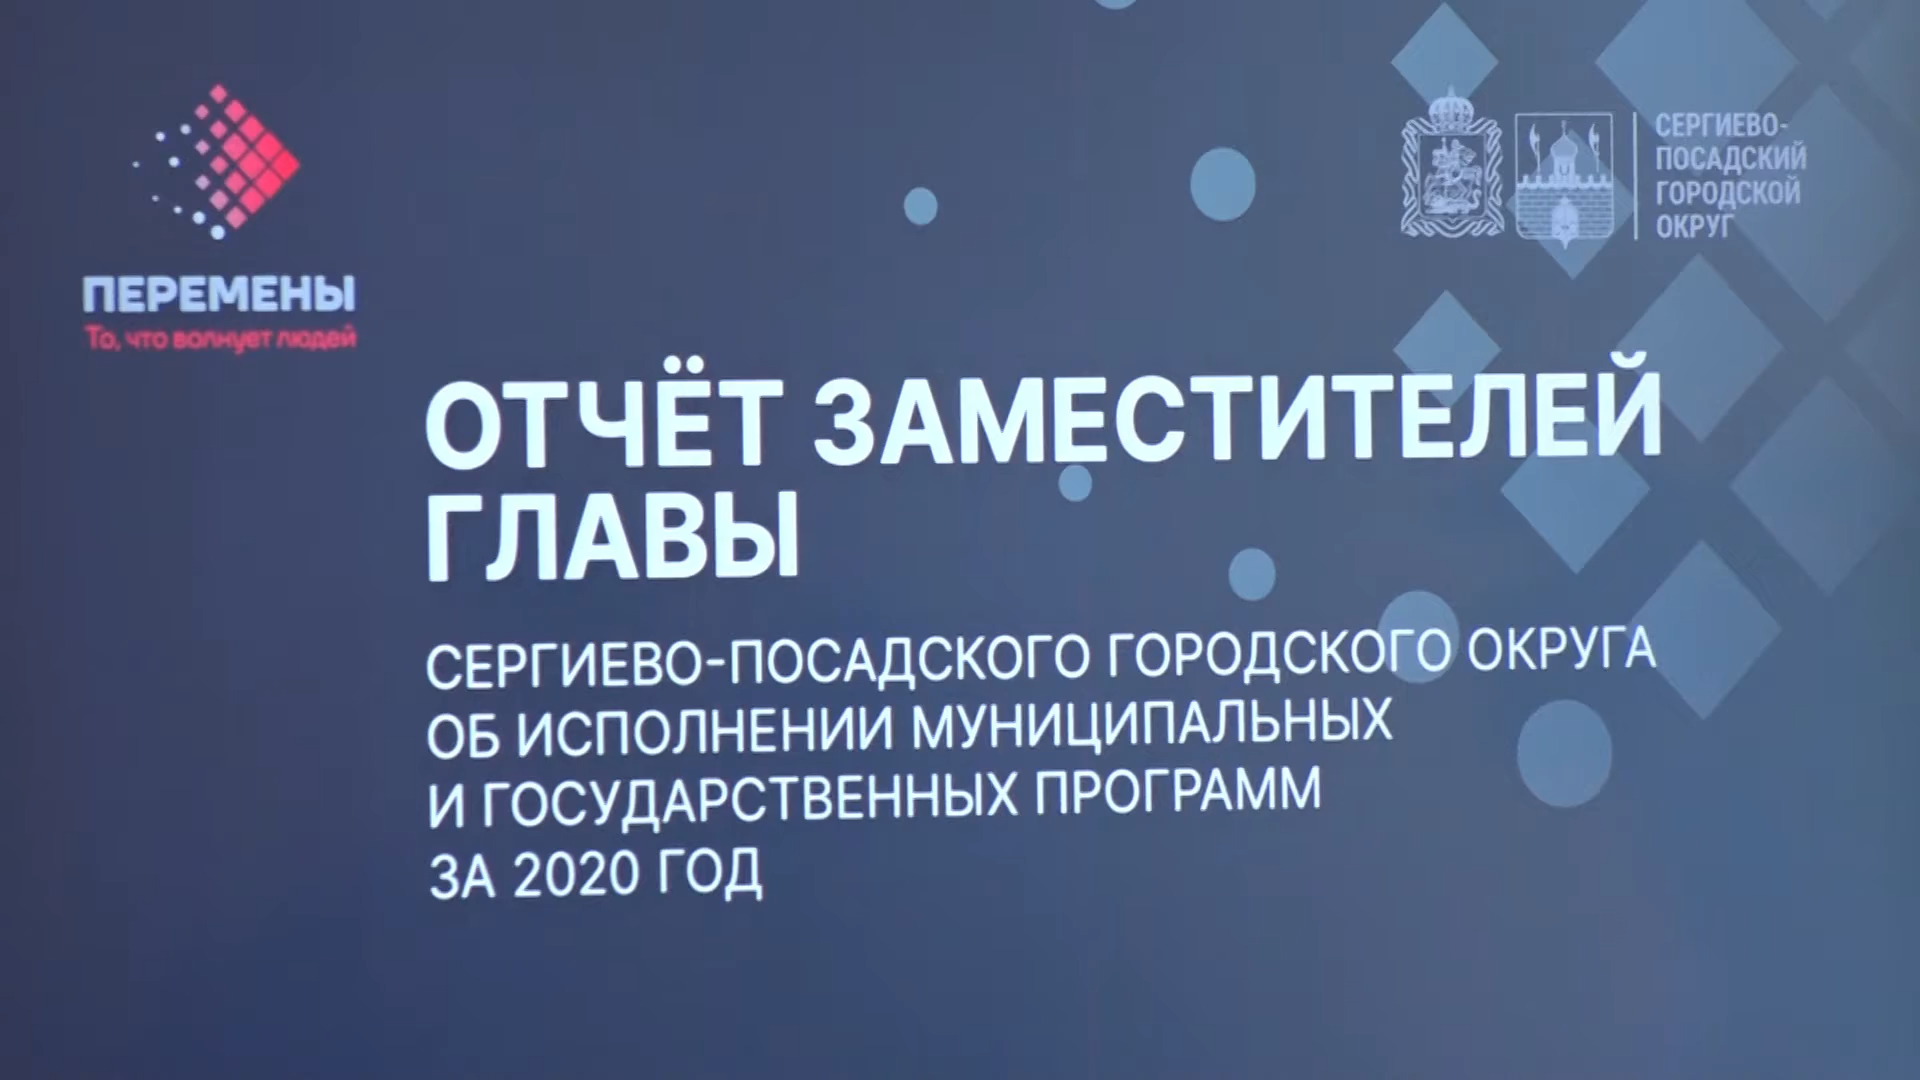 ПЕРЕМЕНЫ
То, что волнует людей
СЕРГИЕВО-
ПОСАДСКИЙ
ГОРОДСКОЙ
ОКРУГ
ОТЧЁТ ЗАМЕСТИТЕЛЕЙ
ГЛАВЫ
СЕРГИЕВО-ПОСАДСКОГО ГОРОДСКОГО ОКРУГА
ОБ ИСПОЛНЕНИИ МУНИЦИПАЛЬНЫХ
И ГОСУДАРСТВЕННЫХ ПРОГРАММ
ЗА 2020 ГОД